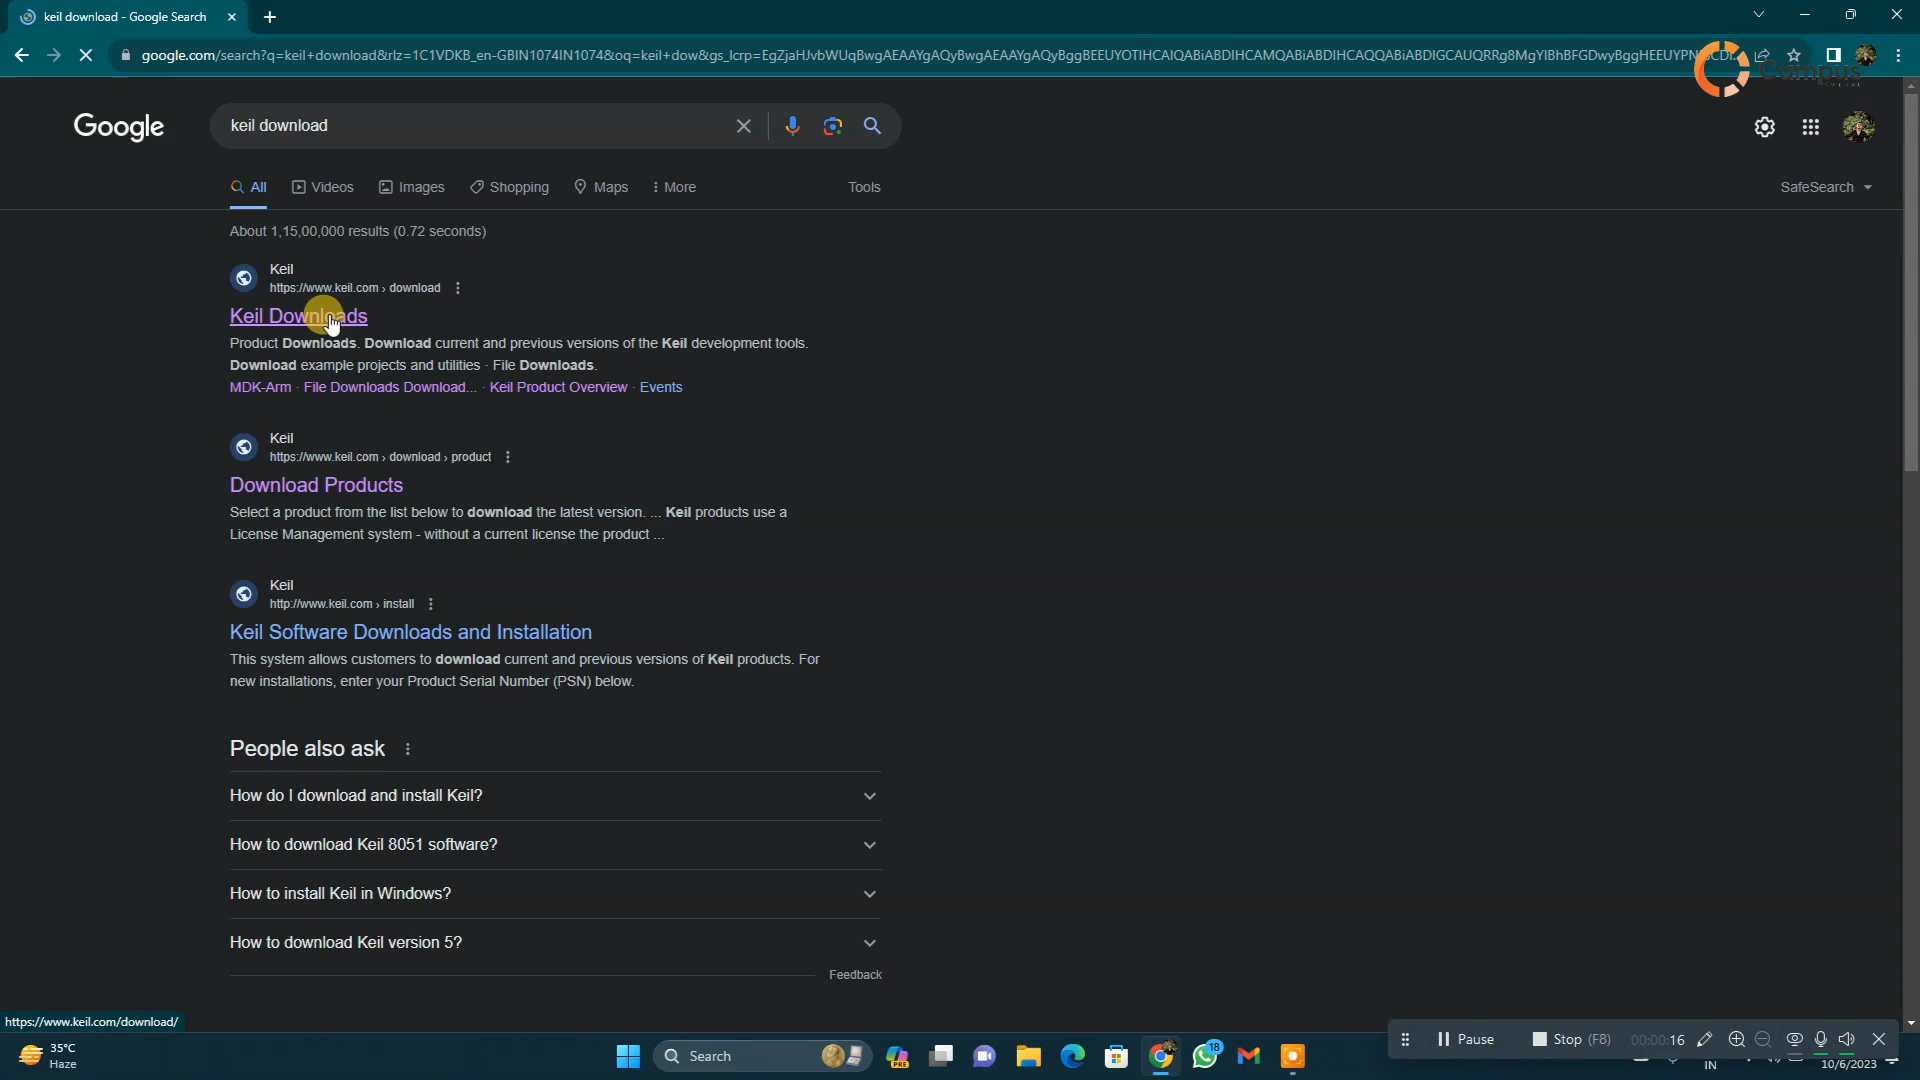 keil download - Google Search
google.com/search?q=keil+download&rlz=1C1VDKB_en-GBIN1074IN1074&oq=keil+dow&gs_lcrp=
Campus
Google
keil download
All
Videos
Images
Shopping
Maps
More
Tools
SafeSearch
About 1,15,00,000 results (0.72 seconds)
Keil
https://www.keil.com › download
Keil Downloads
Product Downloads. Download current and previous versions of the Keil development tools.
Download example projects and utilities · File Downloads.
MDK-Arm · File Downloads Download... · Keil Product Overview · Events
Keil
https://www.keil.com › download › product
Download Products
Select a product from the list below to download the latest version. ... Keil products use a
License Management system - without a current license the product ...
Keil
http://www.keil.com › install
Keil Software Downloads and Installation
This system allows customers to download current and previous versions of Keil products. For
new installations, enter your Product Serial Number (PSN) below.
People also ask
How do I download and install Keil?
How to download Keil 8051 software?
How to install Keil in Windows?
How to download Keil version 5?
Feedback
https://www.keil.com/download/
35°C
Haze
Search
PRE
18
Pause
Stop (F8)
00:00:16
IN
10/6/2023